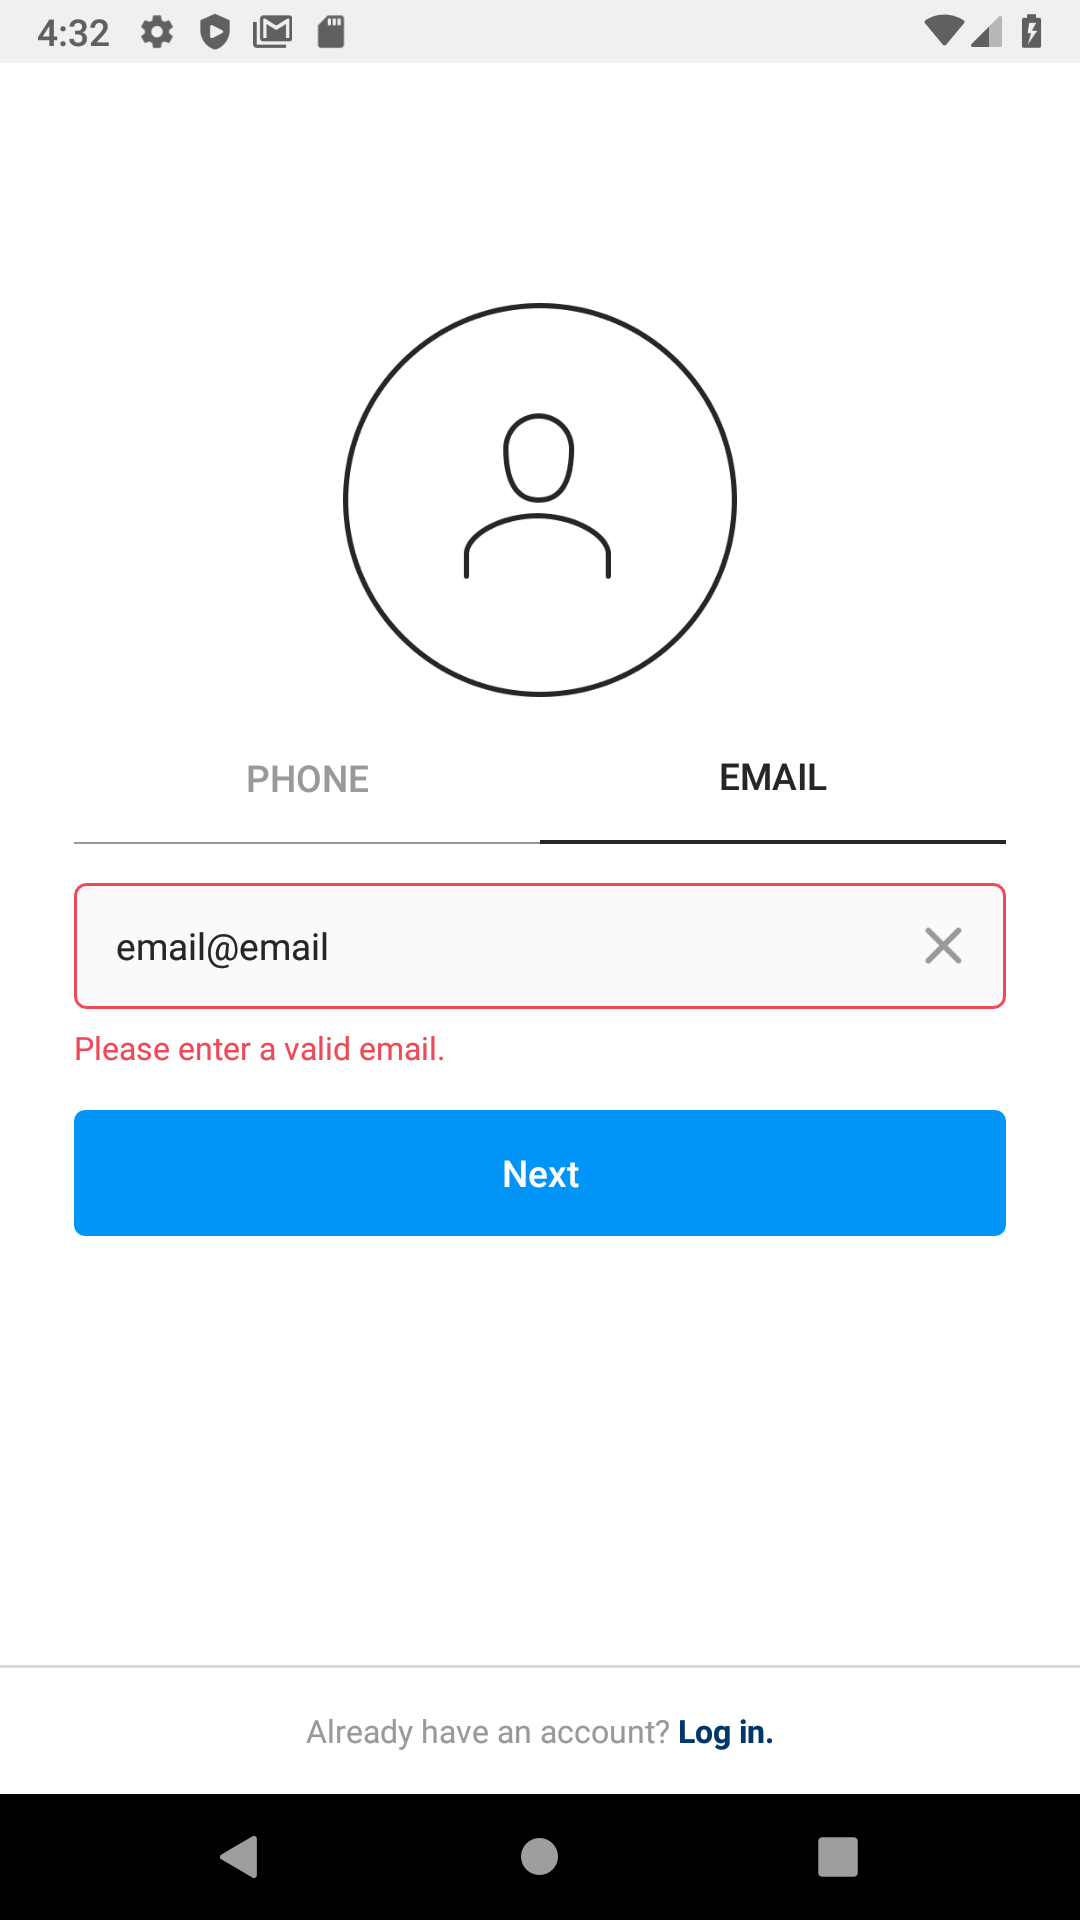 4:32
PHONE
EMAIL
email@email
Please enter a valid email.
Next
Already have an account? Log in.